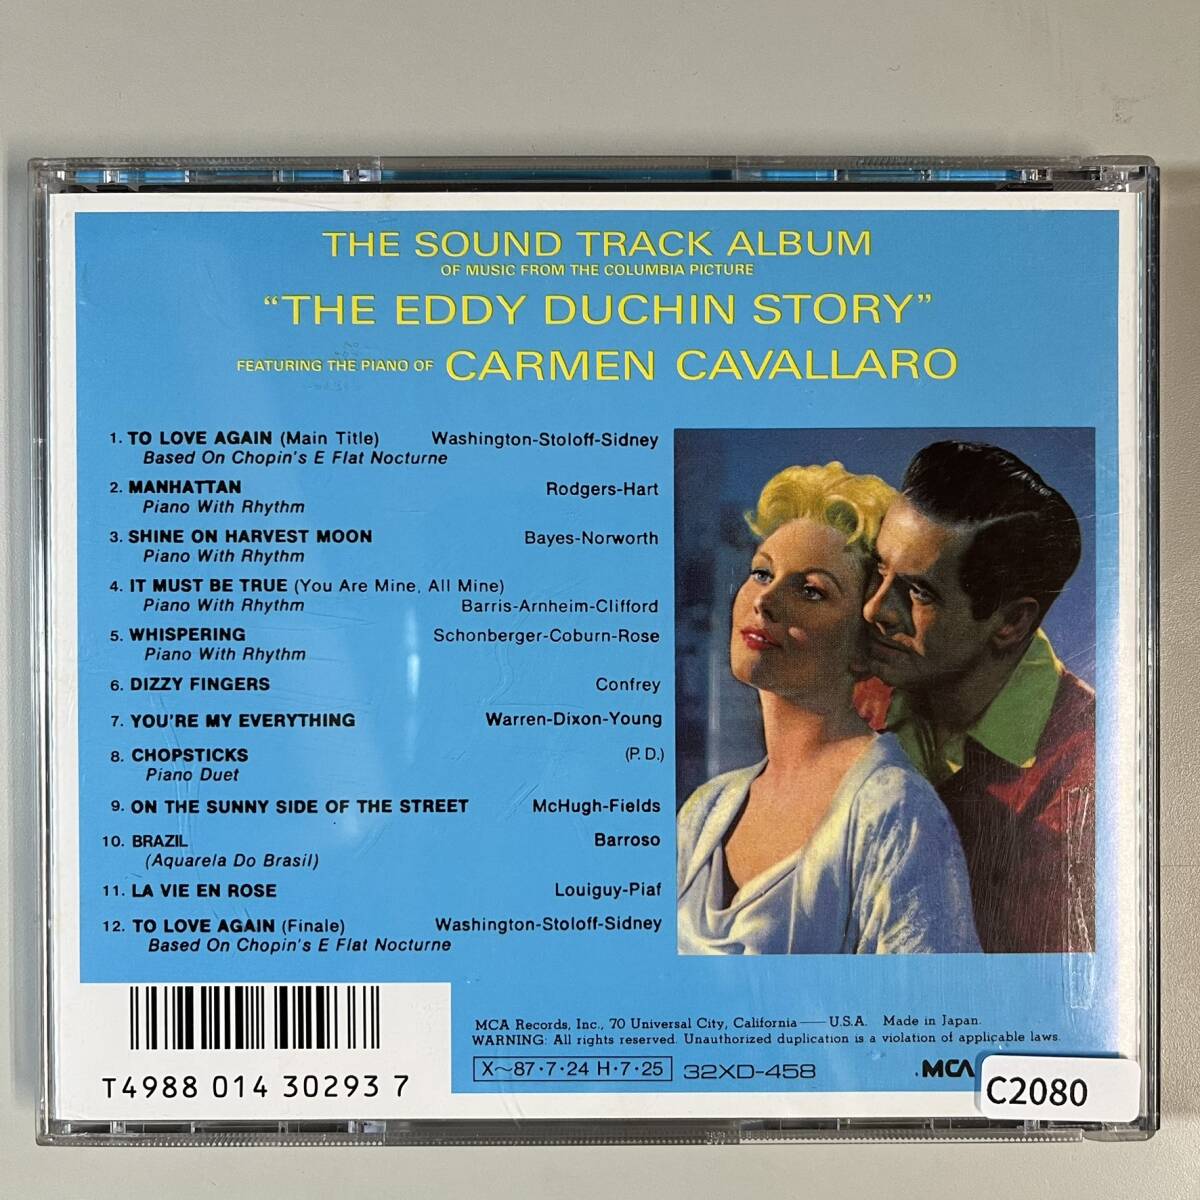 THE SOUND TRACK ALBUM
OF MUSIC FROM THE COLUMBIA PICTURE
“THE EDDY DUCHIN STORY”
FEATURING THE PIANO OF CARMEN CAVALLARO
1. TO LOVE AGAIN (Main Title) Washington-Stoloff-Sidney
Based On Chopin's E Flat Nocturne
2. MANHATTAN Rodgers-Hart
Piano With Rhythm
3. SHINE ON HARVEST MOON Bayes-Norworth
Piano With Rhythm
4. IT MUST BE TRUE (You Are Mine, All Mine)
Piano With Rhythm Barris-Arnheim-Clifford
5. WHISPERING Schonberger-Coburn-Rose
Piano With Rhythm
6. DIZZY FINGERS Confrey
7. YOU'RE MY EVERYTHING Warren-Dixon-Young
8. CHOPSTICKS (P.D.)
Piano Duet
9. ON THE SUNNY SIDE OF THE STREET McHugh-Fields
10. BRAZIL Barroso
(Aquarela Do Brasil)
11. LA VIE EN ROSE Louiguy-Piaf
12. TO LOVE AGAIN (Finale) Washington-Stoloff-Sidney
Based On Chopin's E Flat Nocturne
MCA Records, Inc., 70 Universal City, California — U.S.A. Made in Japan.
WARNING: All rights reserved. Unauthorized duplication is a violation of applicable laws.
X~87・7・24 H・7・25 32XD-458
MCA
C2080
T4988 014 30293 7